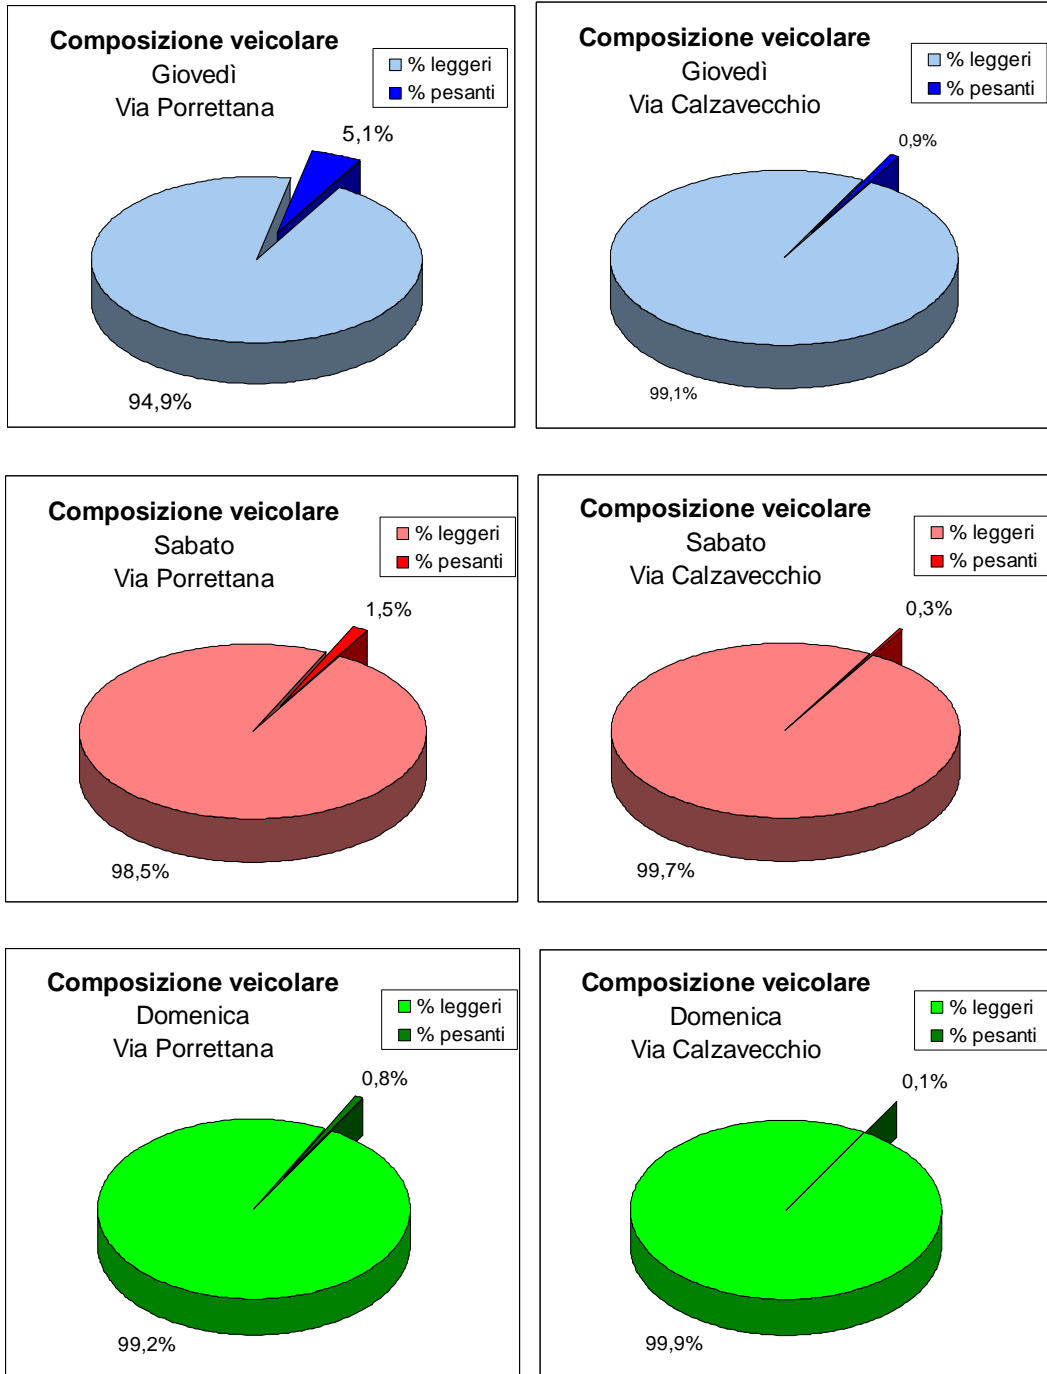 Composizione veicolare
Giovedì
Via Porrettana
% leggeri
% pesanti
5,1%
94,9%
Composizione veicolare
Giovedì
Via Calzavecchio
% leggeri
% pesanti
0,9%
99,1%
Composizione veicolare
Sabato
Via Porrettana
% leggeri
% pesanti
1,5%
98,5%
Composizione veicolare
Sabato
Via Calzavecchio
% leggeri
% pesanti
0,3%
99,7%
Composizione veicolare
Domenica
Via Porrettana
% leggeri
% pesanti
0,8%
99,2%
Composizione veicolare
Domenica
Via Calzavecchio
% leggeri
% pesanti
0,1%
99,9%